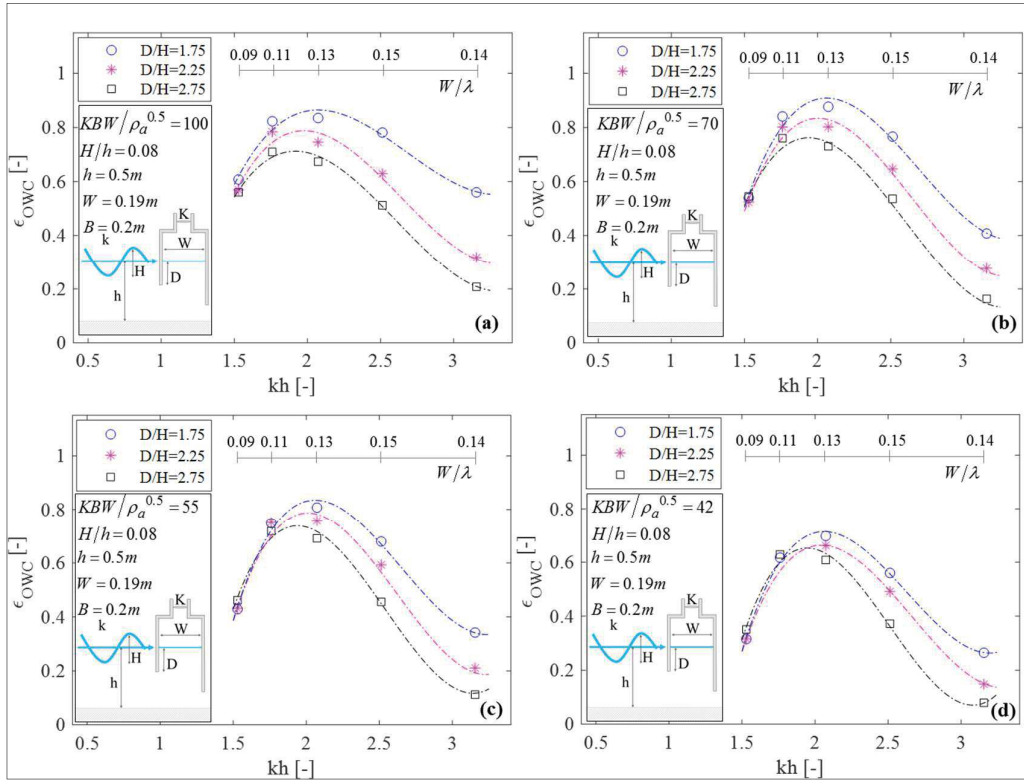 D/H=1.75
D/H=2.25
D/H=2.75
0.09 0.11 0.13 0.15 0.14
W/λ
KBW/ρa^0.5=100
H/h=0.08
h=0.5m
W=0.19m
B=0.2m
k
K
W
H
D
h
1
0.8
0.6
0.4
0.2
0
ϵOWC [-]
0.5 1 1.5 2 2.5 3
kh [-]
(a)
D/H=1.75
D/H=2.25
D/H=2.75
0.09 0.11 0.13 0.15 0.14
W/λ
KBW/ρa^0.5=70
H/h=0.08
h=0.5m
W=0.19m
B=0.2m
k
K
W
H
D
h
1
0.8
0.6
0.4
0.2
0
ϵOWC [-]
0.5 1 1.5 2 2.5 3
kh [-]
(b)
D/H=1.75
D/H=2.25
D/H=2.75
0.09 0.11 0.13 0.15 0.14
W/λ
KBW/ρa^0.5=55
H/h=0.08
h=0.5m
W=0.19m
B=0.2m
k
K
W
H
D
h
1
0.8
0.6
0.4
0.2
0
ϵOWC [-]
0.5 1 1.5 2 2.5 3
kh [-]
(c)
D/H=1.75
D/H=2.25
D/H=2.75
0.09 0.11 0.13 0.15 0.14
W/λ
KBW/ρa^0.5=42
H/h=0.08
h=0.5m
W=0.19m
B=0.2m
k
K
W
H
D
h
1
0.8
0.6
0.4
0.2
0
ϵOWC [-]
0.5 1 1.5 2 2.5 3
kh [-]
(d)